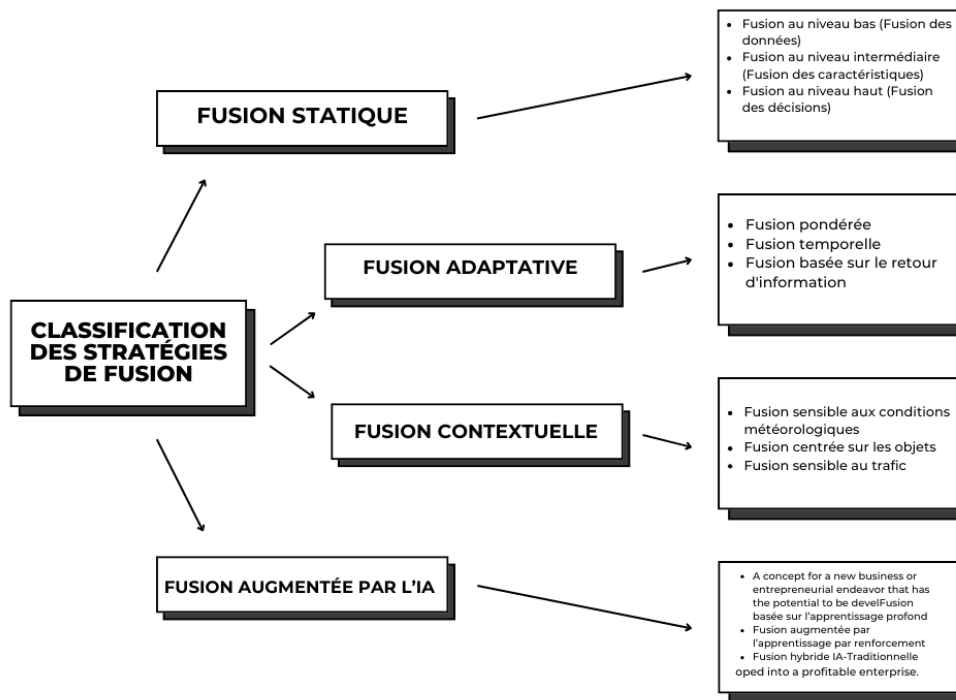 CLASSIFICATION
DES STRATÉGIES
DE FUSION
FUSION STATIQUE
• Fusion au niveau bas (Fusion des
données)
• Fusion au niveau intermédiaire
(Fusion des caractéristiques)
• Fusion au niveau haut (Fusion
des décisions)
FUSION ADAPTATIVE
• Fusion pondérée
• Fusion temporelle
• Fusion basée sur le retour
d'information
FUSION CONTEXTUELLE
• Fusion sensible aux conditions
météorologiques
• Fusion centrée sur les objets
• Fusion sensible au trafic
FUSION AUGMENTÉE PAR L'IA
• A concept for a new business or
entrepreneurial endeavor that has
the potential to be develFusion
basée sur l'apprentissage profond
• Fusion augmentée par
l'apprentissage par renforcement
• Fusion hybride IA-Traditionnelle
oped into a profitable enterprise.